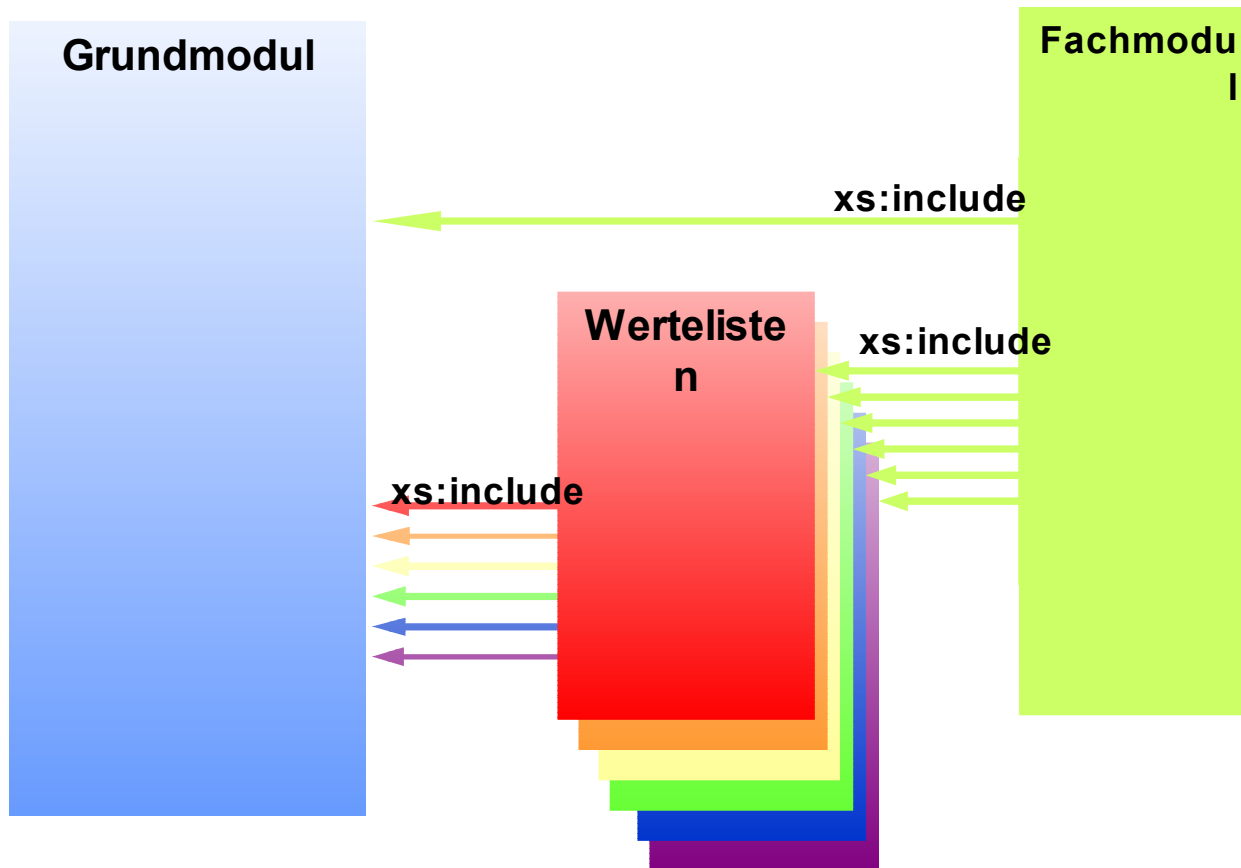 Grundmodul
Fachmodu
l
xs:include
Werteliste
n
xs:include
xs:include